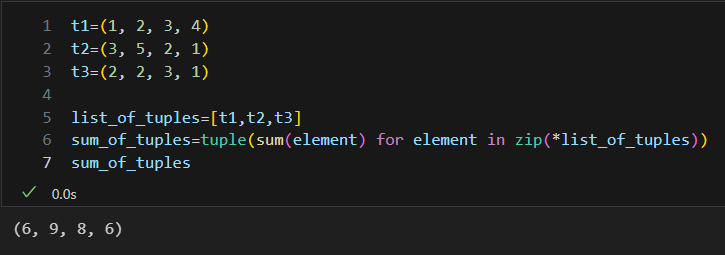 1 t1=(1, 2, 3, 4)
2 t2=(3, 5, 2, 1)
3 t3=(2, 2, 3, 1)
4
5 list_of_tuples=[t1,t2,t3]
6 sum_of_tuples=tuple(sum(element) for element in zip(*list_of_tuples))
7 sum_of_tuples
0.0s
(6, 9, 8, 6)